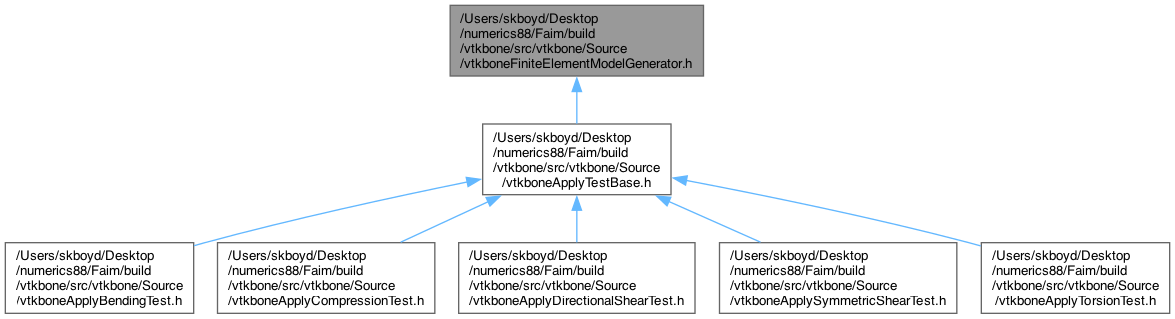 /Users/skboyd/Desktop
/numerics88/Faim/build
/vtkbone/src/vtkbone/Source
/vtkboneFiniteElementModelGenerator.h
/Users/skboyd/Desktop
/numerics88/Faim/build
/vtkbone/src/vtkbone/Source
/vtkboneApplyTestBase.h
/Users/skboyd/Desktop
/numerics88/Faim/build
/vtkbone/src/vtkbone/Source
/vtkboneApplyBendingTest.h
/Users/skboyd/Desktop
/numerics88/Faim/build
/vtkbone/src/vtkbone/Source
/vtkboneApplyCompressionTest.h
/Users/skboyd/Desktop
/numerics88/Faim/build
/vtkbone/src/vtkbone/Source
/vtkboneApplyDirectionalShearTest.h
/Users/skboyd/Desktop
/numerics88/Faim/build
/vtkbone/src/vtkbone/Source
/vtkboneApplySymmetricShearTest.h
/Users/skboyd/Desktop
/numerics88/Faim/build
/vtkbone/src/vtkbone/Source
/vtkboneApplyTorsionTest.h